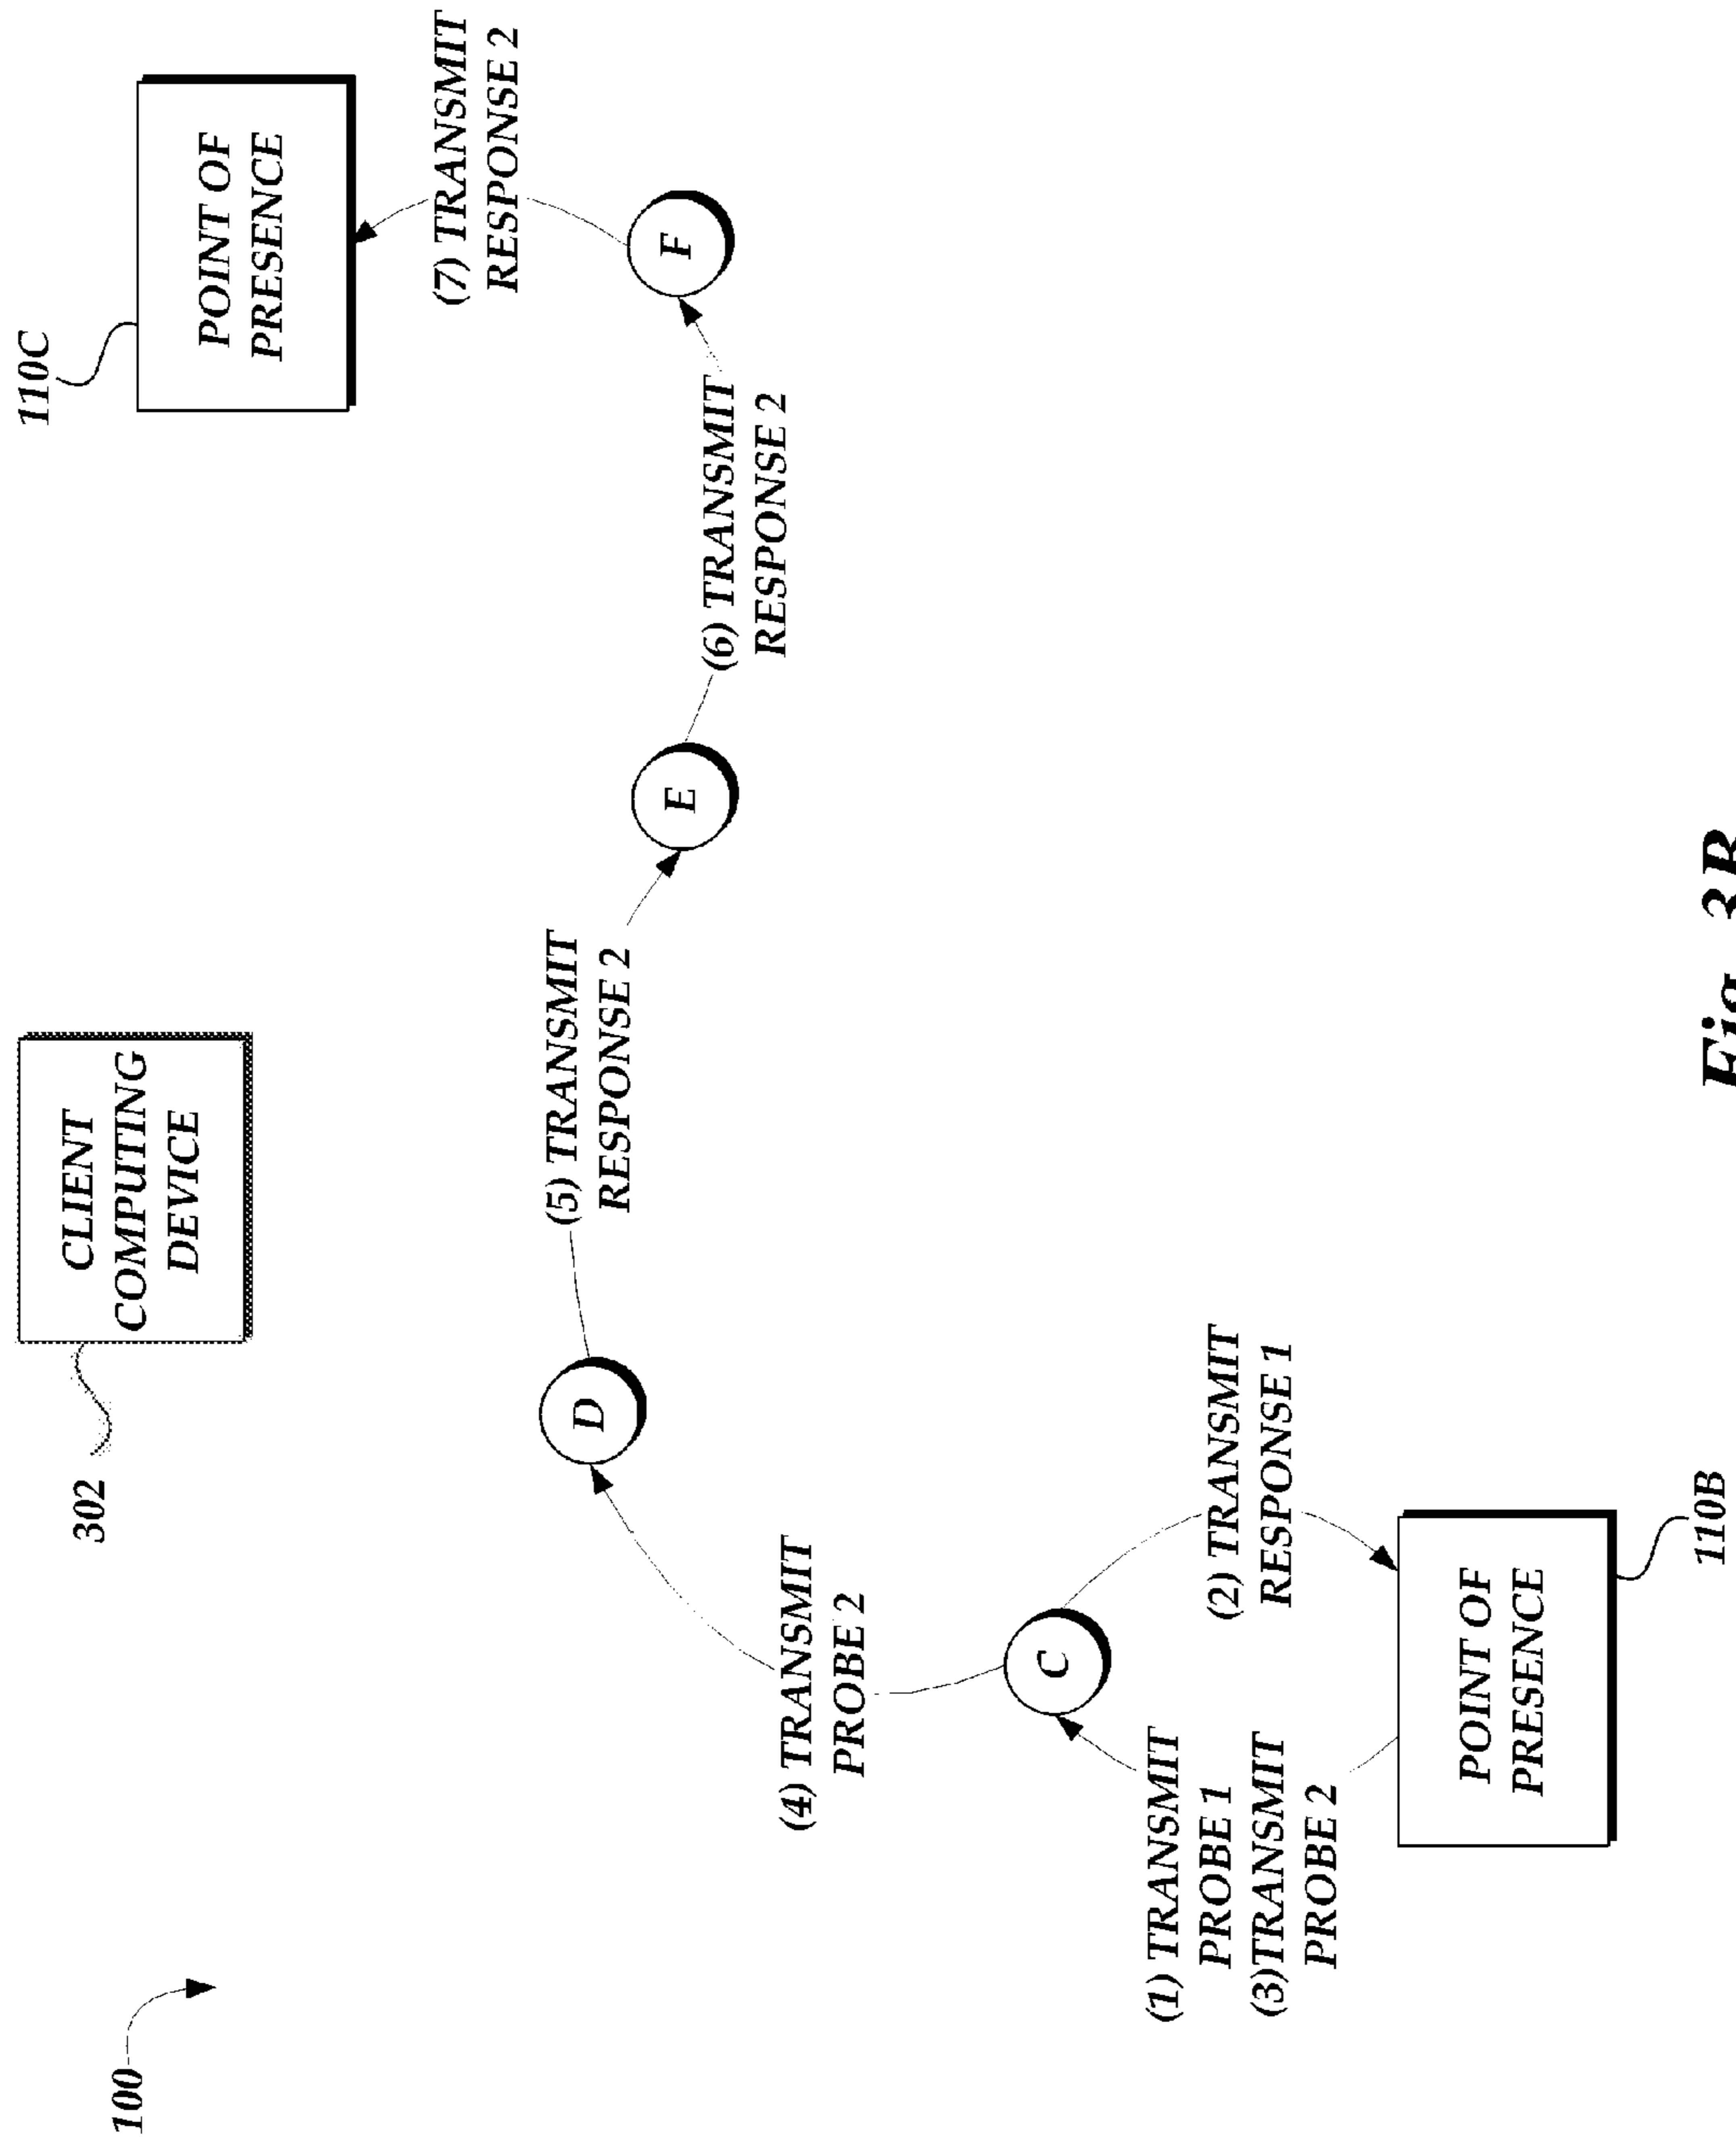 100
302
CLIENT
COMPUTING
DEVICE
110C
POINT OF
PRESENCE
(7) TRANSMIT
RESPONSE 2
F
(6) TRANSMIT
RESPONSE 2
E
(5) TRANSMIT
RESPONSE 2
D
(4) TRANSMIT
PROBE 2
C
(2) TRANSMIT
RESPONSE 1
(1) TRANSMIT
PROBE 1
(3)TRANSMIT
PROBE 2
POINT OF
PRESENCE
110B
Fig. 3B